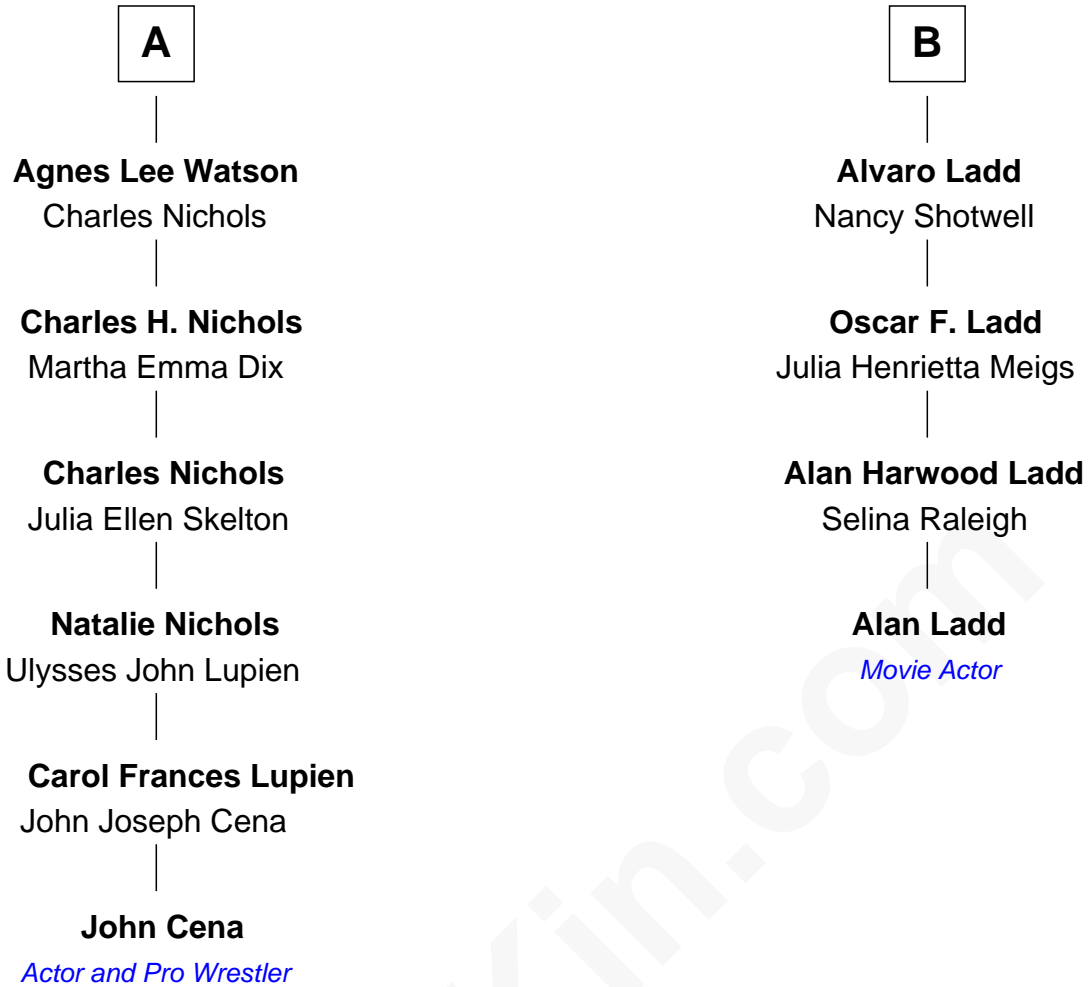 A
Agnes Lee Watson
Charles Nichols
Charles H. Nichols
Martha Emma Dix
Charles Nichols
Julia Ellen Skelton
Natalie Nichols
Ulysses John Lupien
Carol Frances Lupien
John Joseph Cena
John Cena
Actor and Pro Wrestler
B
Alvaro Ladd
Nancy Shotwell
Oscar F. Ladd
Julia Henrietta Meigs
Alan Harwood Ladd
Selina Raleigh
Alan Ladd
Movie Actor
Kin.com